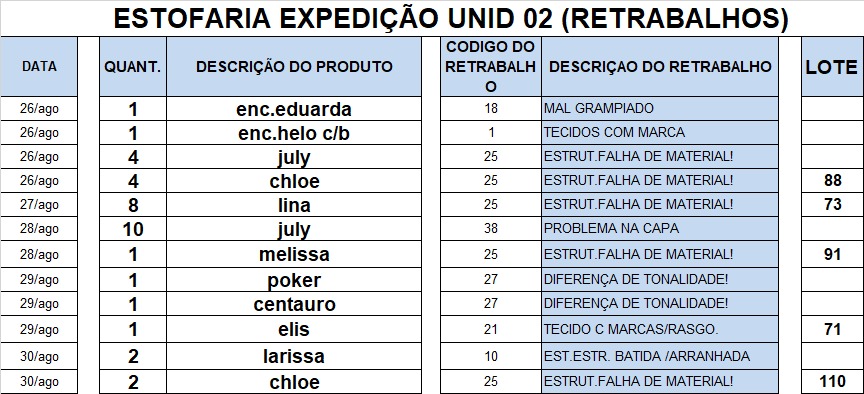 ESTOFARIA EXPEDIÇÃO UNID 02 (RETRABALHOS)
DATA QUANT. DESCRIÇÃO DO PRODUTO CODIGO DO RETRABALHO DESCRIÇAO DO RETRABALHO LOTE
26/ago 1 enc.eduarda 18 MAL GRAMPIADO
26/ago 1 enc.helo c/b 1 TECIDOS COM MARCA
26/ago 4 july 25 ESTRUT.FALHA DE MATERIAL!
26/ago 4 chloe 25 ESTRUT.FALHA DE MATERIAL! 88
27/ago 8 lina 25 ESTRUT.FALHA DE MATERIAL! 73
28/ago 10 july 38 PROBLEMA NA CAPA
28/ago 1 melissa 25 ESTRUT.FALHA DE MATERIAL! 91
29/ago 1 poker 27 DIFERENÇA DE TONALIDADE!
29/ago 1 centauro 27 DIFERENÇA DE TONALIDADE!
29/ago 1 elis 21 TECIDO C MARCAS/RASGO. 71
30/ago 2 larissa 10 EST.ESTR. BATIDA /ARRANHADA
30/ago 2 chloe 25 ESTRUT.FALHA DE MATERIAL! 110